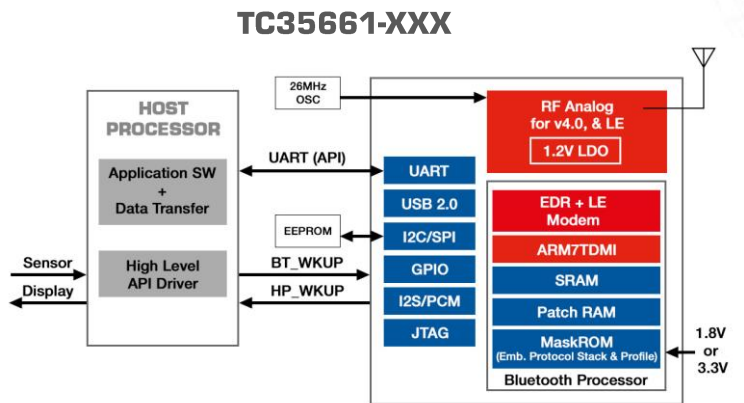 TC35661-XXX
HOST
PROCESSOR
Application SW
+
Data Transfer
High Level
API Driver
Sensor
Display
26MHz
OSC
UART (API)
EEPROM
BT_WKUP
HP_WKUP
UART
USB 2.0
I2C/SPI
GPIO
I2S/PCM
JTAG
RF Analog
for v4.0, & LE
1.2V LDO
EDR + LE
Modem
ARM7TDMI
SRAM
Patch RAM
MaskROM
(Emb. Protocol Stack & Profile)
Bluetooth Processor
1.8V
or
3.3V